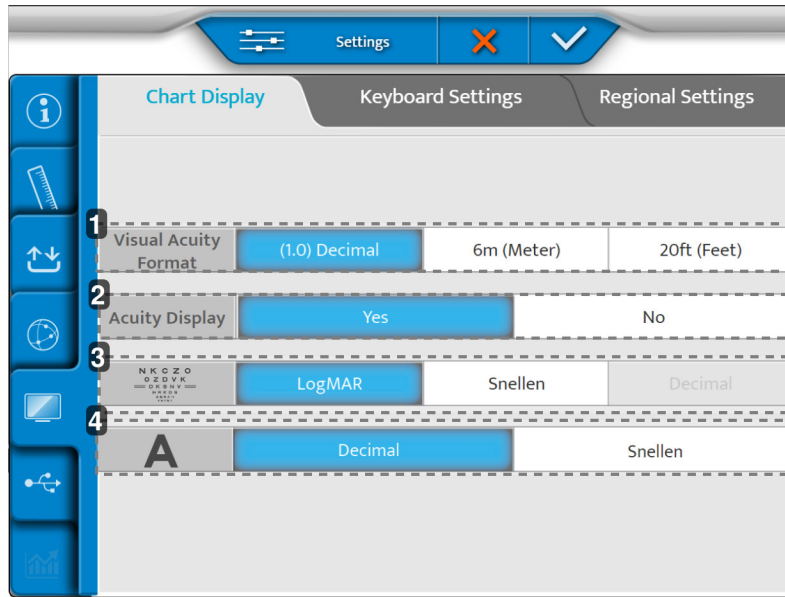 Settings
Chart Display
Keyboard Settings
Regional Settings
1
Visual Acuity
Format
(1.0) Decimal
6m (Meter)
20ft (Feet)
2
Acuity Display
Yes
No
3
N K C Z O
O Z D V K
D K S N V
LogMAR
Snellen
Decimal
4
A
Decimal
Snellen